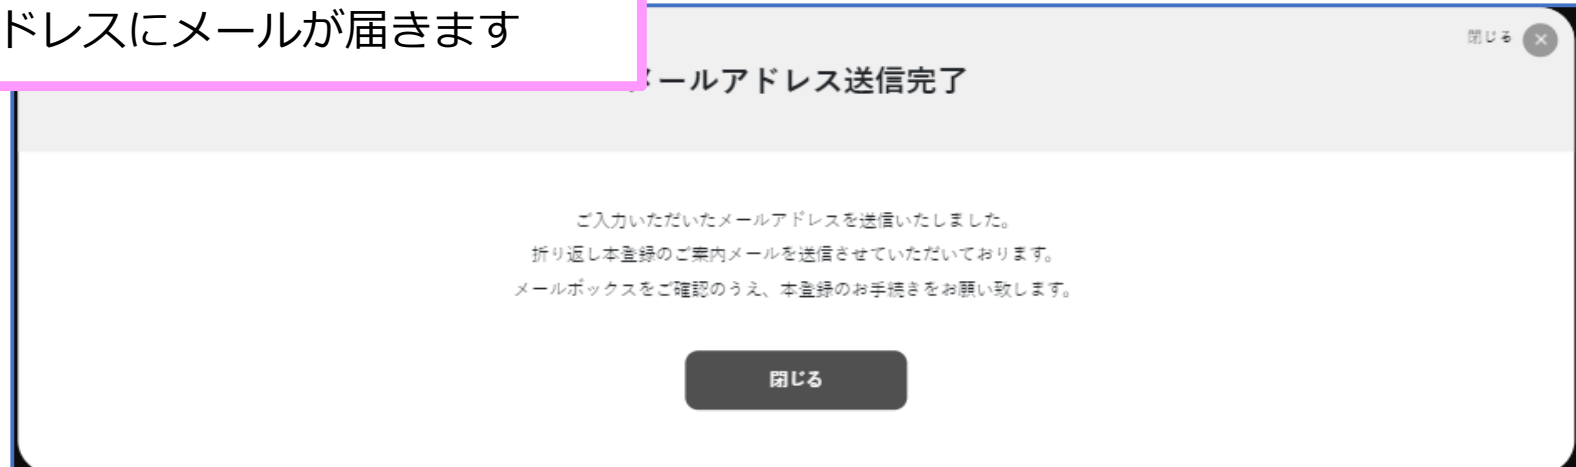 ドレスにメールが届きます
閉じる
ールアドレス送信完了
ご入力いただいたメールアドレスを送信いたしました。
折り返し本登録のご案内メールを送信させていただいております。
メールボックスをご確認のうえ、本登録のお手続きをお願い致します。
閉じる